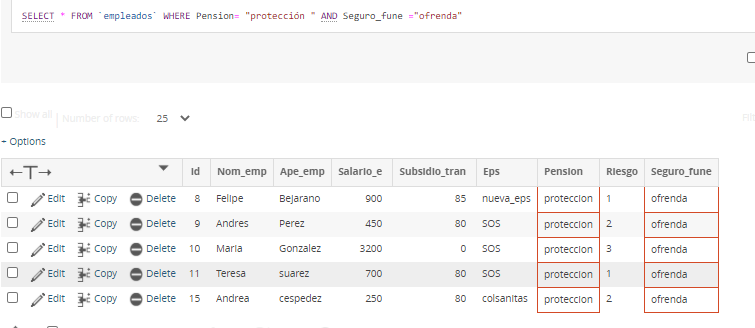 SELECT * FROM `empleados` WHERE Pension= "protección " AND Seguro_fune ="ofrenda"
Show all | Number of rows: 25 Filt
+ Options
←T→ Id Nom_emp Ape_emp Salario_e Subsidio_tran Eps Pension Riesgo Seguro_fune
Edit Copy Delete 8 Felipe Bejarano 900 85 nueva_eps proteccion 1 ofrenda
Edit Copy Delete 9 Andres Perez 450 80 SOS proteccion 2 ofrenda
Edit Copy Delete 10 Maria Gonzalez 3200 0 SOS proteccion 3 ofrenda
Edit Copy Delete 11 Teresa suarez 700 80 SOS proteccion 1 ofrenda
Edit Copy Delete 15 Andrea cespedez 250 80 colsanitas proteccion 2 ofrenda